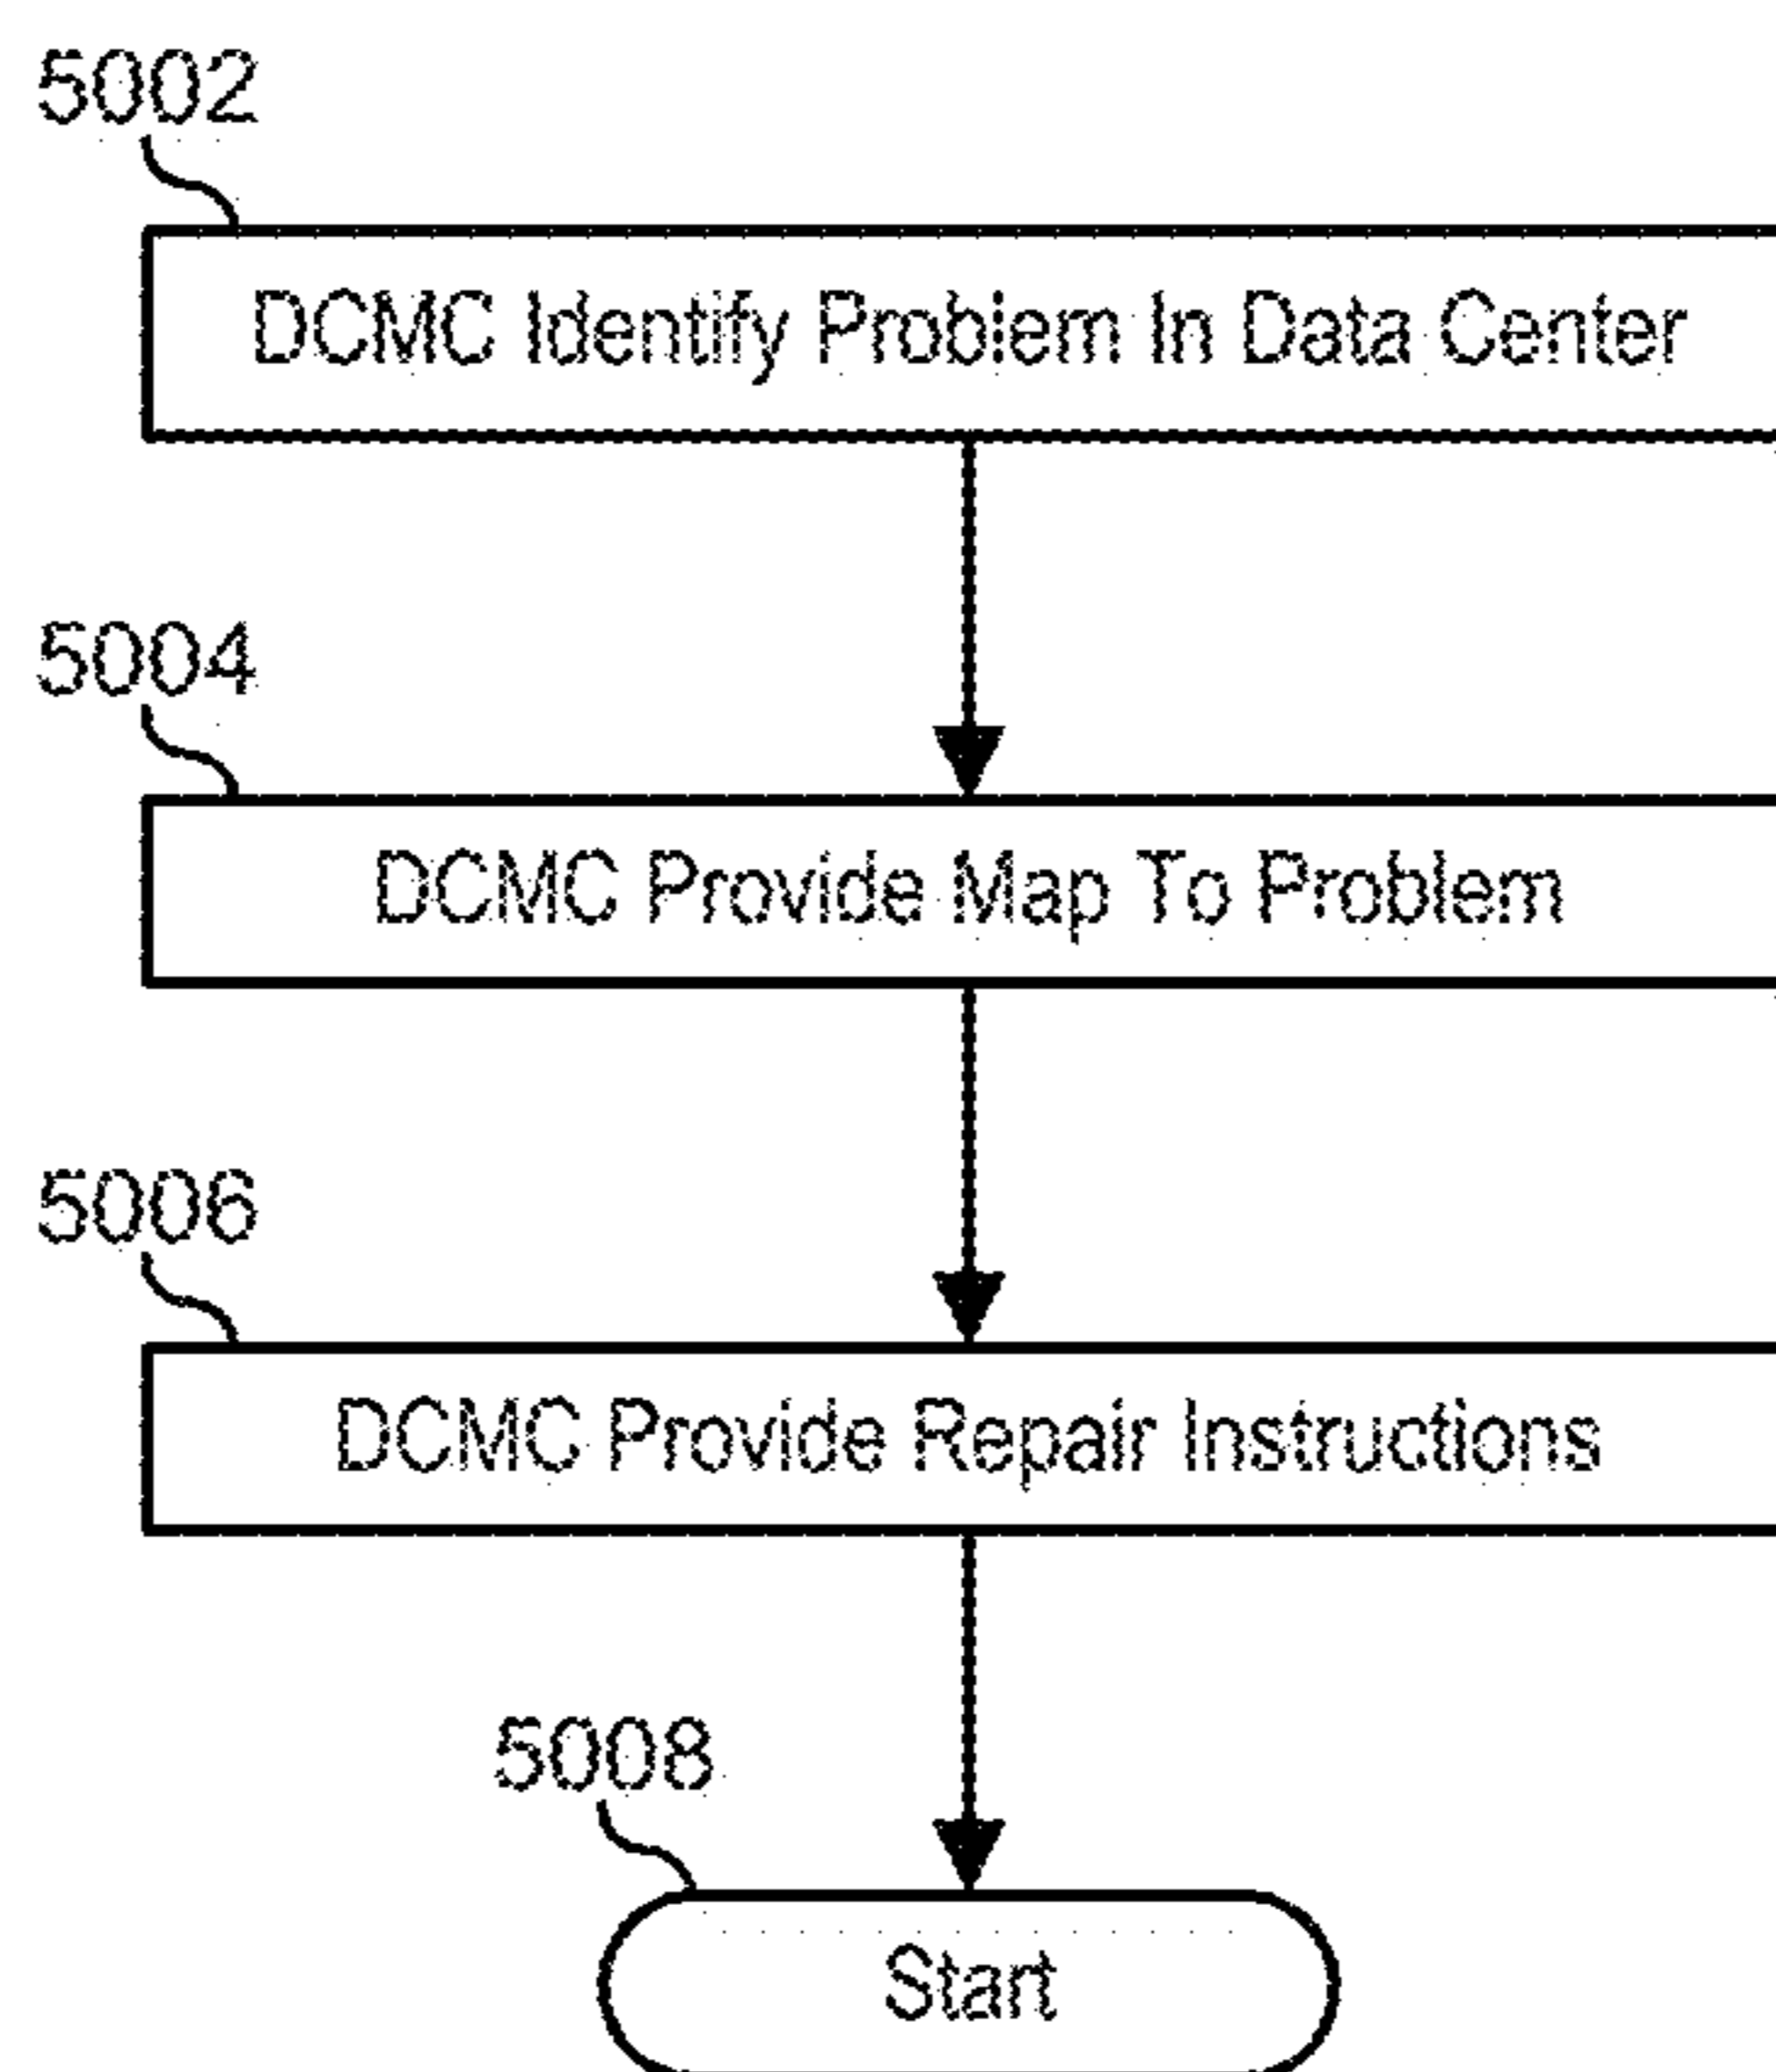 5002
DCMC Identify Problem In Data Center
5004
DCMC Provide Map To Problem
5006
DCMC Provide Repair Instructions
5008
Start